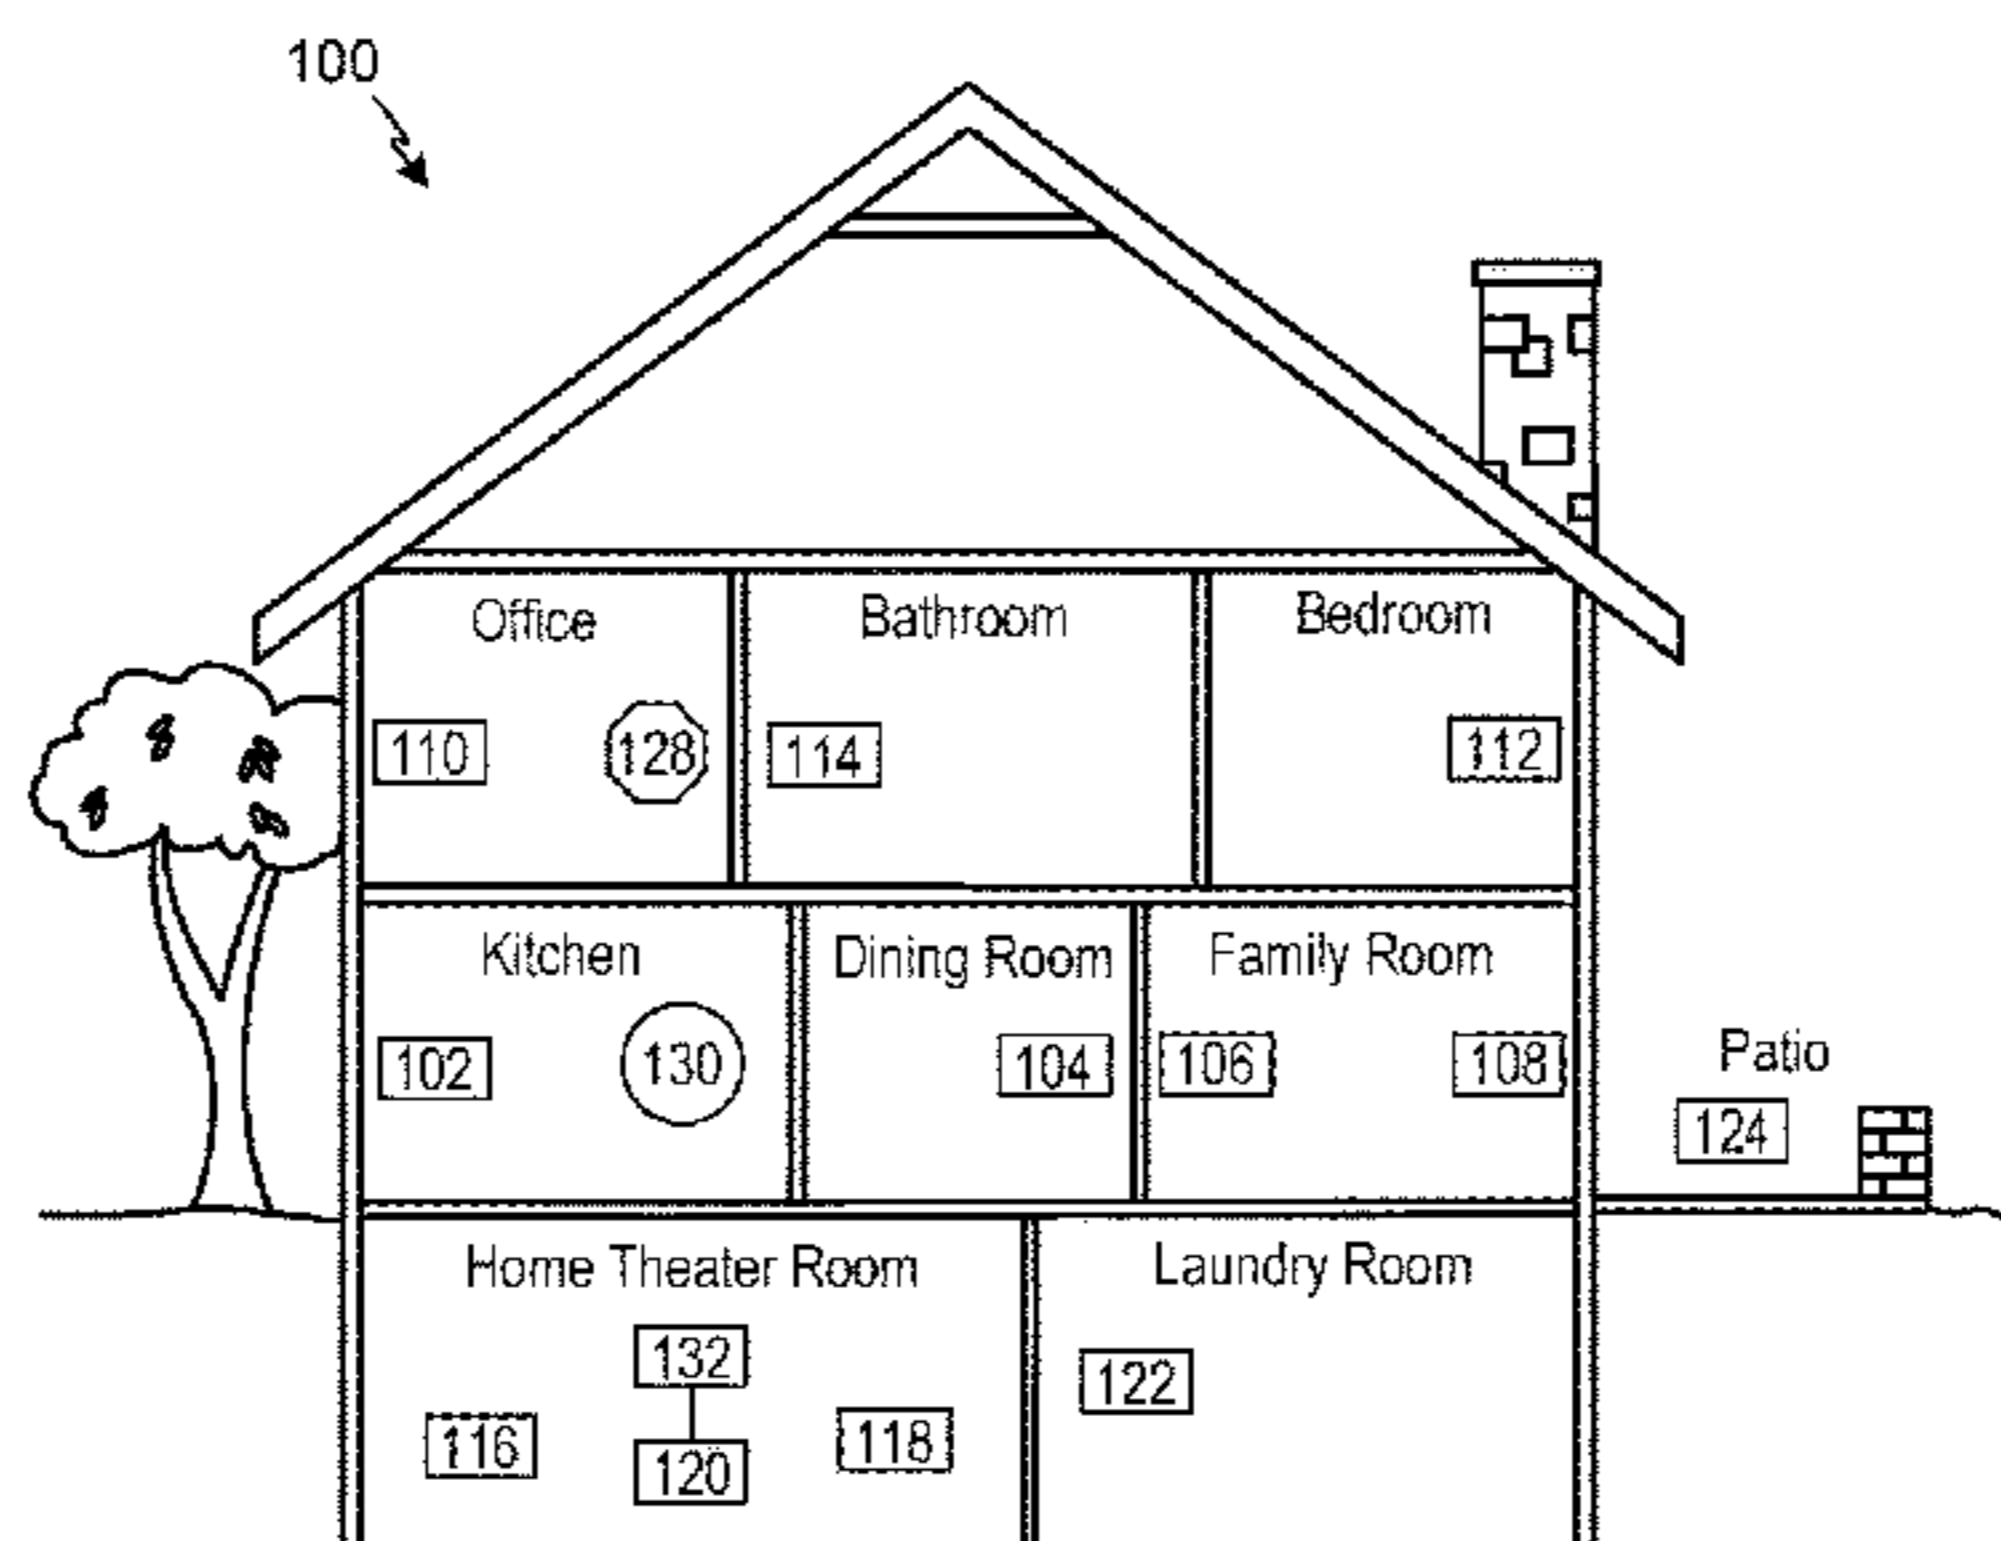 100
Office Bathroom Bedroom
110 128 114 112
Kitchen Dining Room Family Room
102 130 104 106 108
Patio
124
Home Theater Room Laundry Room
132
122
116 120 118